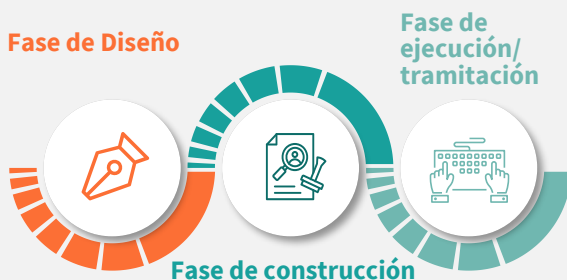 Fase de Diseño
Fase de
ejecución/
tramitación
Fase de construcción